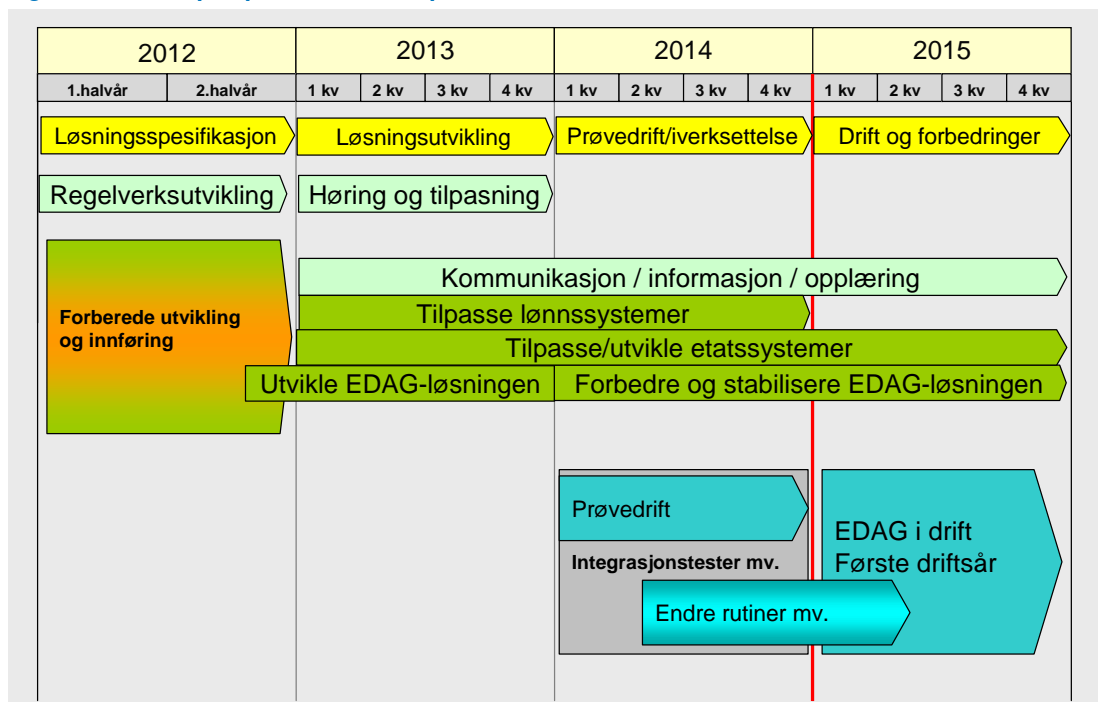 2012
2013
2014
2015
1.halvår
2.halvår
1 kv
2 kv
3 kv
4 kv
1 kv
2 kv
3 kv
4 kv
1 kv
2 kv
3 kv
4 kv
Løsningsspesifikasjon
Løsningsutvikling
Prøvedrift/iverksettelse
Drift og forbedringer
Regelverksutvikling
Høring og tilpasning
Kommunikasjon / informasjon / opplæring
Forberede utvikling
og innføring
Tilpasse lønnssystemer
Tilpasse/utvikle etatssystemer
Utvikle EDAG-løsningen
Forbedre og stabilisere EDAG-løsningen
Prøvedrift
Integrasjonstester mv.
Endre rutiner mv.
EDAG i drift
Første driftsår